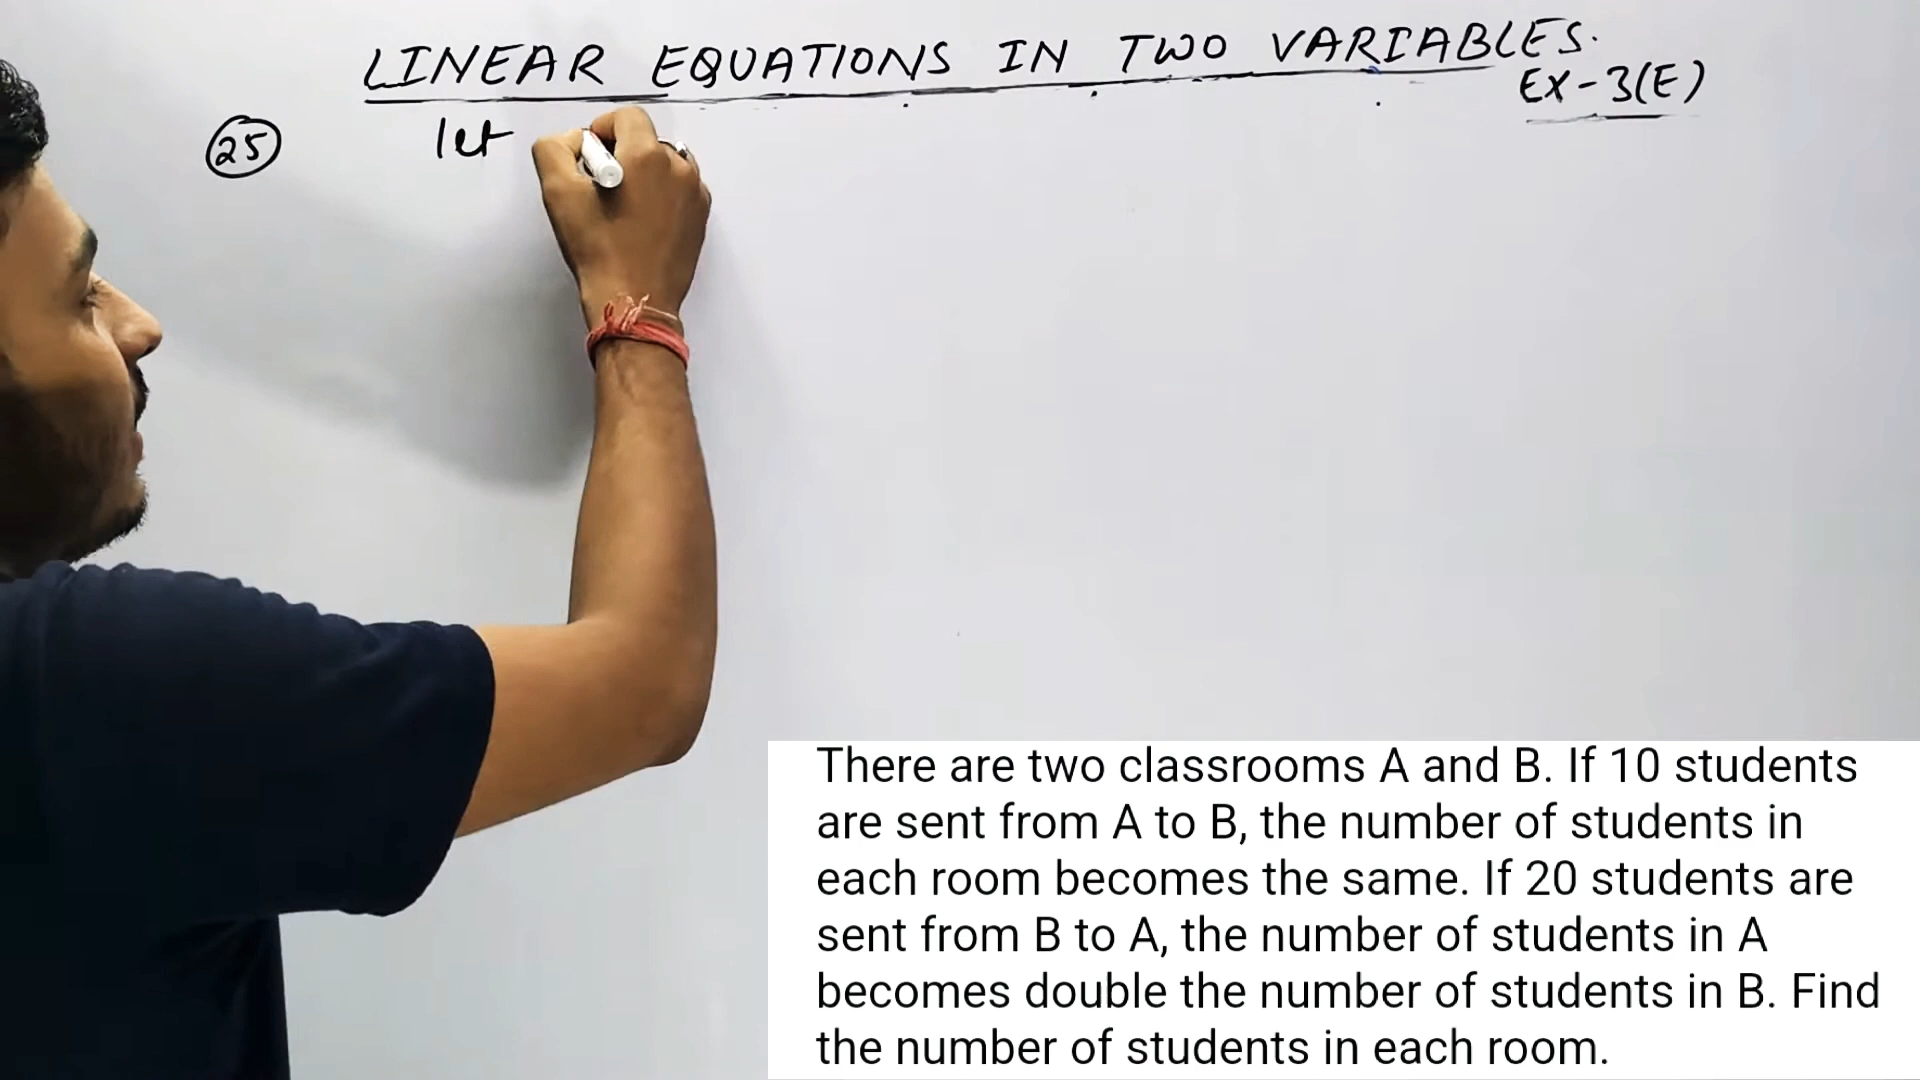 LINEAR EQUATIONS IN TWO VARIABLES.
EX-3(E)
25 let
There are two classrooms A and B. If 10 students
are sent from A to B, the number of students in
each room becomes the same. If 20 students are
sent from B to A, the number of students in A
becomes double the number of students in B. Find
the number of students in each room.